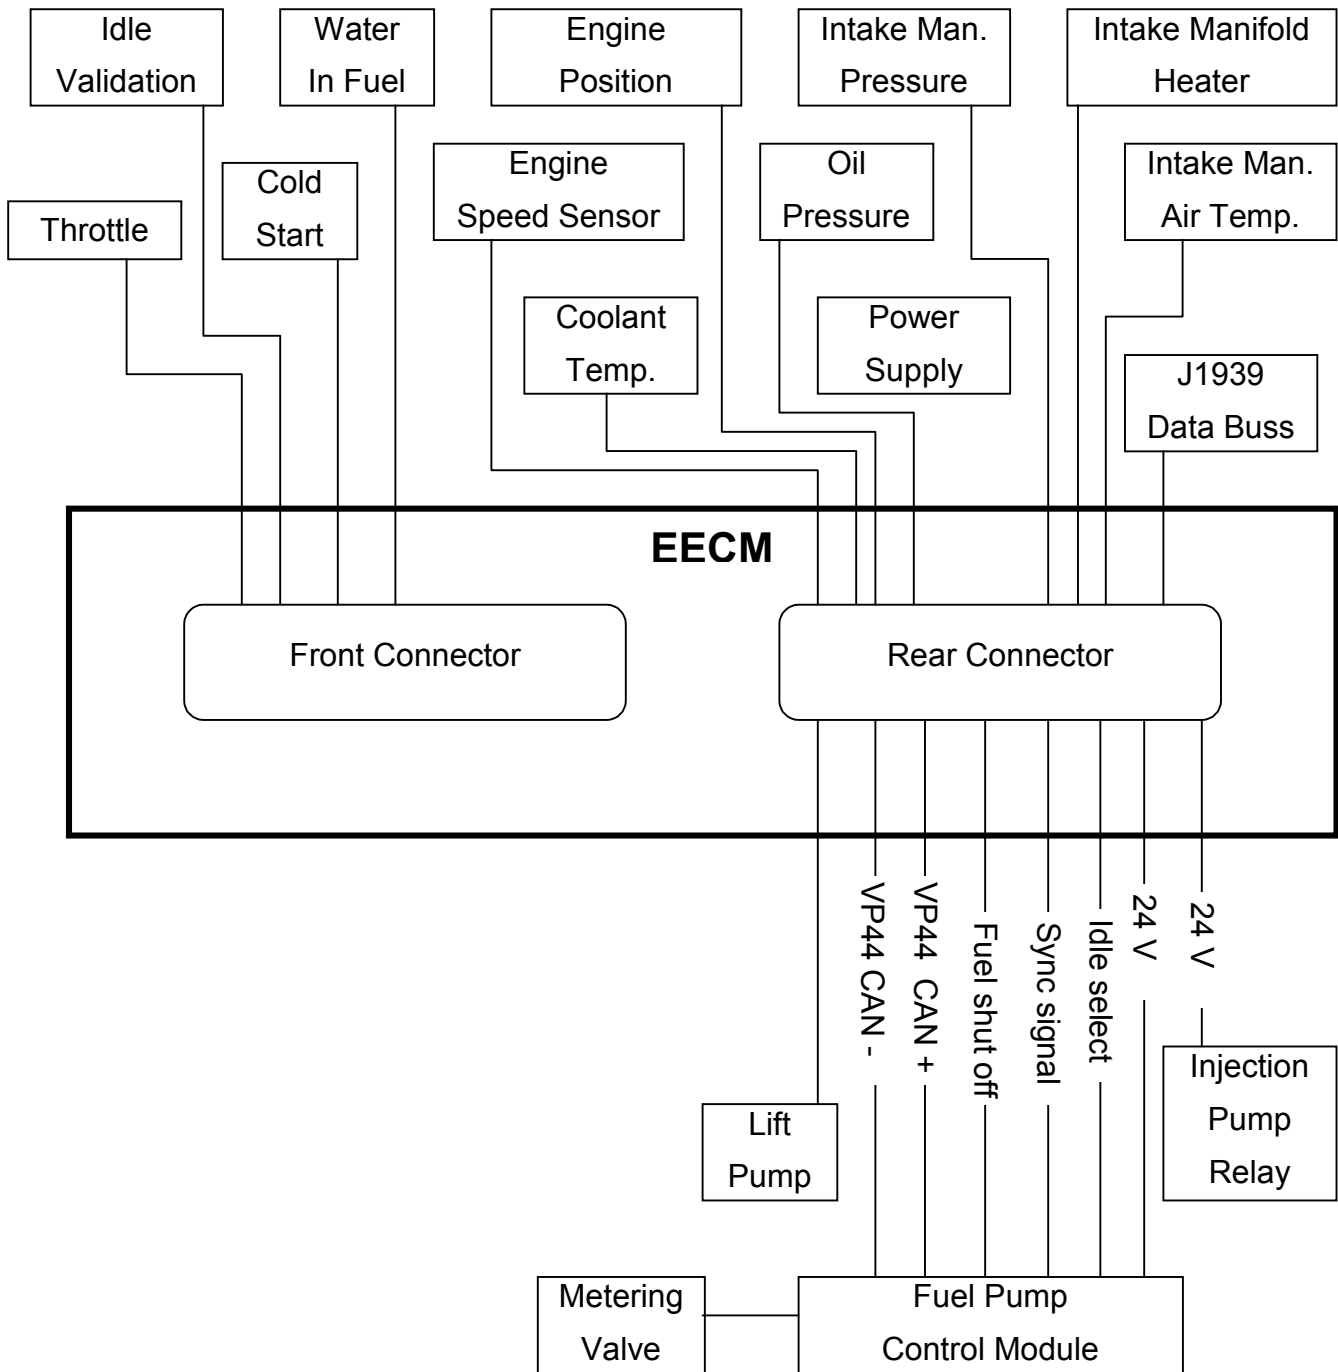 Idle
Validation
Water
In Fuel
Engine
Position
Intake Man.
Pressure
Intake Manifold
Heater
Throttle
Cold
Start
Engine
Speed Sensor
Oil
Pressure
Intake Man.
Air Temp.
Coolant
Temp.
Power
Supply
J1939
Data Buss
EECM
Front Connector
Rear Connector
VP44 CAN -
VP44 CAN +
Fuel shut off
Sync signal
Idle select
24 V
24 V
Lift
Pump
Injection
Pump
Relay
Metering
Valve
Fuel Pump
Control Module